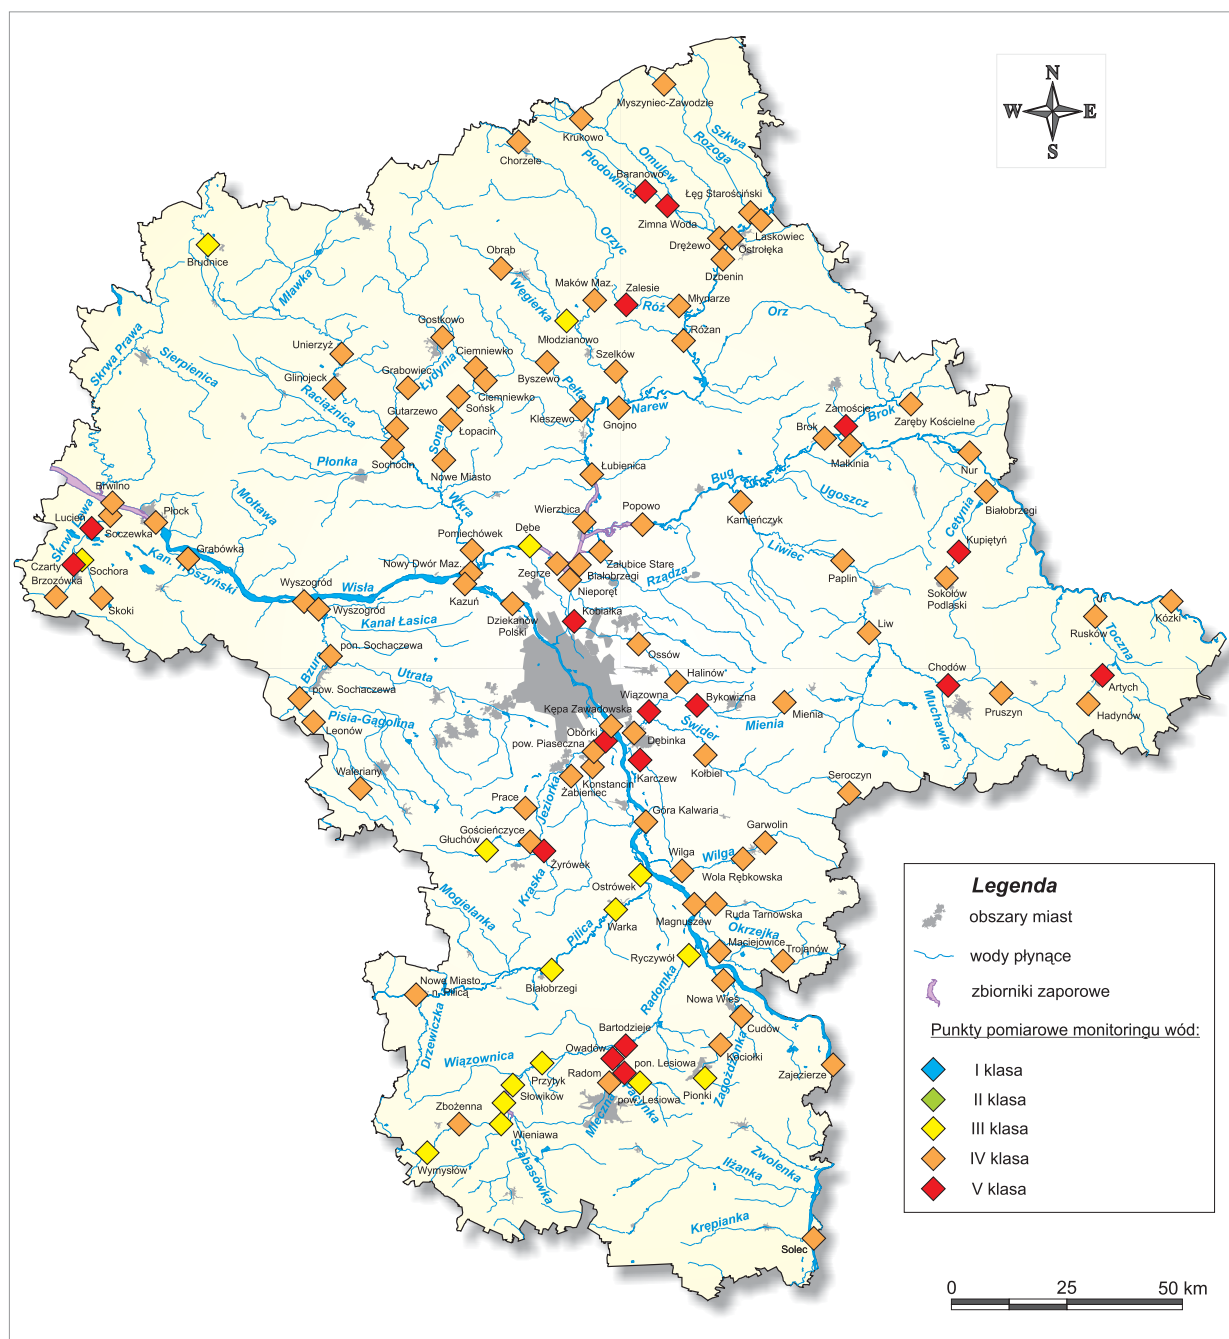 N
W
E
S
Myszyniec-Zawodzie
Krukowo
Chorzele
Szkwa
Rozoga
Omulew
Płodownica
Baranowo
Łęg Starościński
Zimna Woda
Laskowiec
Drężewo
Ostrołęka
Dzbenin
Orzyc
Brudnice
Obrąb
Mławka
Węgierka
Maków Maz.
Zalesie
Róż
Młynarze
Orz
Młodzianowo
Różan
Gostkowo
Skrwa Prawa
Sierpienica
Unierzyż
Ciemniewko
Szelków
Byszewo
Grabowiec
Łydynia
Glinojeck
Raciąźnica
Ciemniewko
Pełta
Sońsk
Gutarzewo
Kleszewo
Gnojno
Narew
Łopacin
Sona
Zamoście
Brok
Zaręby Kościelne
Brok
Małkinia
Sochocin
Płonka
Nowe Miasto
Nur
Łubienica
Bug
Ugoszcz
Brwilno
Mołtawa
Wkra
Białobrzegi
Kamieńczyk
Cetynia
Lucień
Soczewka
Płock
Skrwa Lewa
Wierzbica
Popowo
Dębe
Pomiechówek
Kupiętyń
Liwiec
Grabówka
Kan. Troszyński
Czarty
Sochora
Brzozówka
Nowy Dwór Maz.
Zegrze
Załubice Stare
Białobrzegi
Rządza
Paplin
Nieporęt
Sokołów
Podlaski
Skoki
Wyszogród
Wisła
Wyszogród
Kazuń
Dziekanów
Polski
Kobiałka
Kanał Łasica
Liw
Rusków
Toczna
Kózki
Ossów
pon. Sochaczewa
Bzura
Utrata
Halinów
Chodów
Artych
Wiązowna
Bykowizna
pow. Sochaczewa
Pruszyn
Hadynów
Muchawka
Kępa Zawadowska
Świder
Mienia
Mienia
Pisia-Gągolina
Leonów
Obórki
pow. Piaseczna
Dębinka
Kołbiel
Karczew
Konstancin
Żabieniec
Waleriany
Seroczyn
Prace
Jeziorka
Góra Kalwaria
Garwolin
Gościeńczyce
Głuchów
Żyrówek
Wilga
Wilga
Wola Rębkowska
Kraska
Ostrówek
Mogielanka
Warka
Pilica
Magnuszew
Ruda Tarnowska
Okrzejka
Maciejowice
Trojanów
Ryczywół
Białobrzegi
Nowe Miasto
n. Pilicą
Radomka
Nowa Wieś
Drzewiczka
Cudów
Bartodzieje
Kociołki
Wiązownica
Owadów
pon. Lesiowa
Zagożdżonka
Zajezierze
Radom
Przytyk
Słowików
pow. Lesiowa
Pacynka
Pionki
Zbożenna
Mleczna
Wieniawa
Szabasówka
Wymysłów
Zwolenka
Iłżanka
Krępianka
Solec
Legenda
obszary miast
wody płynące
zbiorniki zaporowe
Punkty pomiarowe monitoringu wód:
I klasa
II klasa
III klasa
IV klasa
V klasa
0 25 50 km